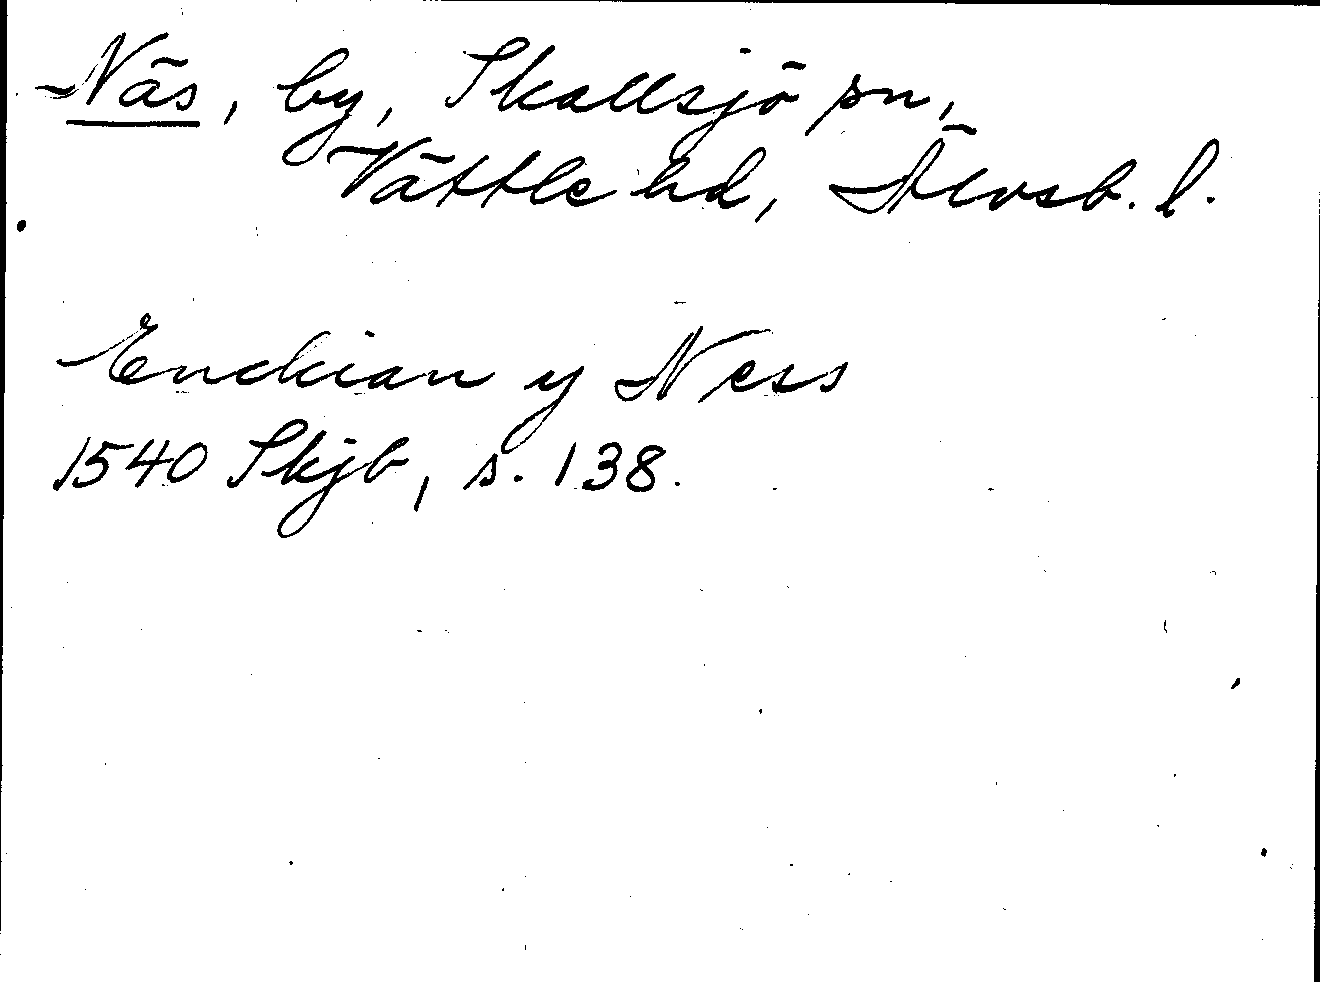 Näs, by, Skallsjö sn,
Vättle hd, Älvsb. l.
Enckian y Ness
1540 Skjb, s. 138.